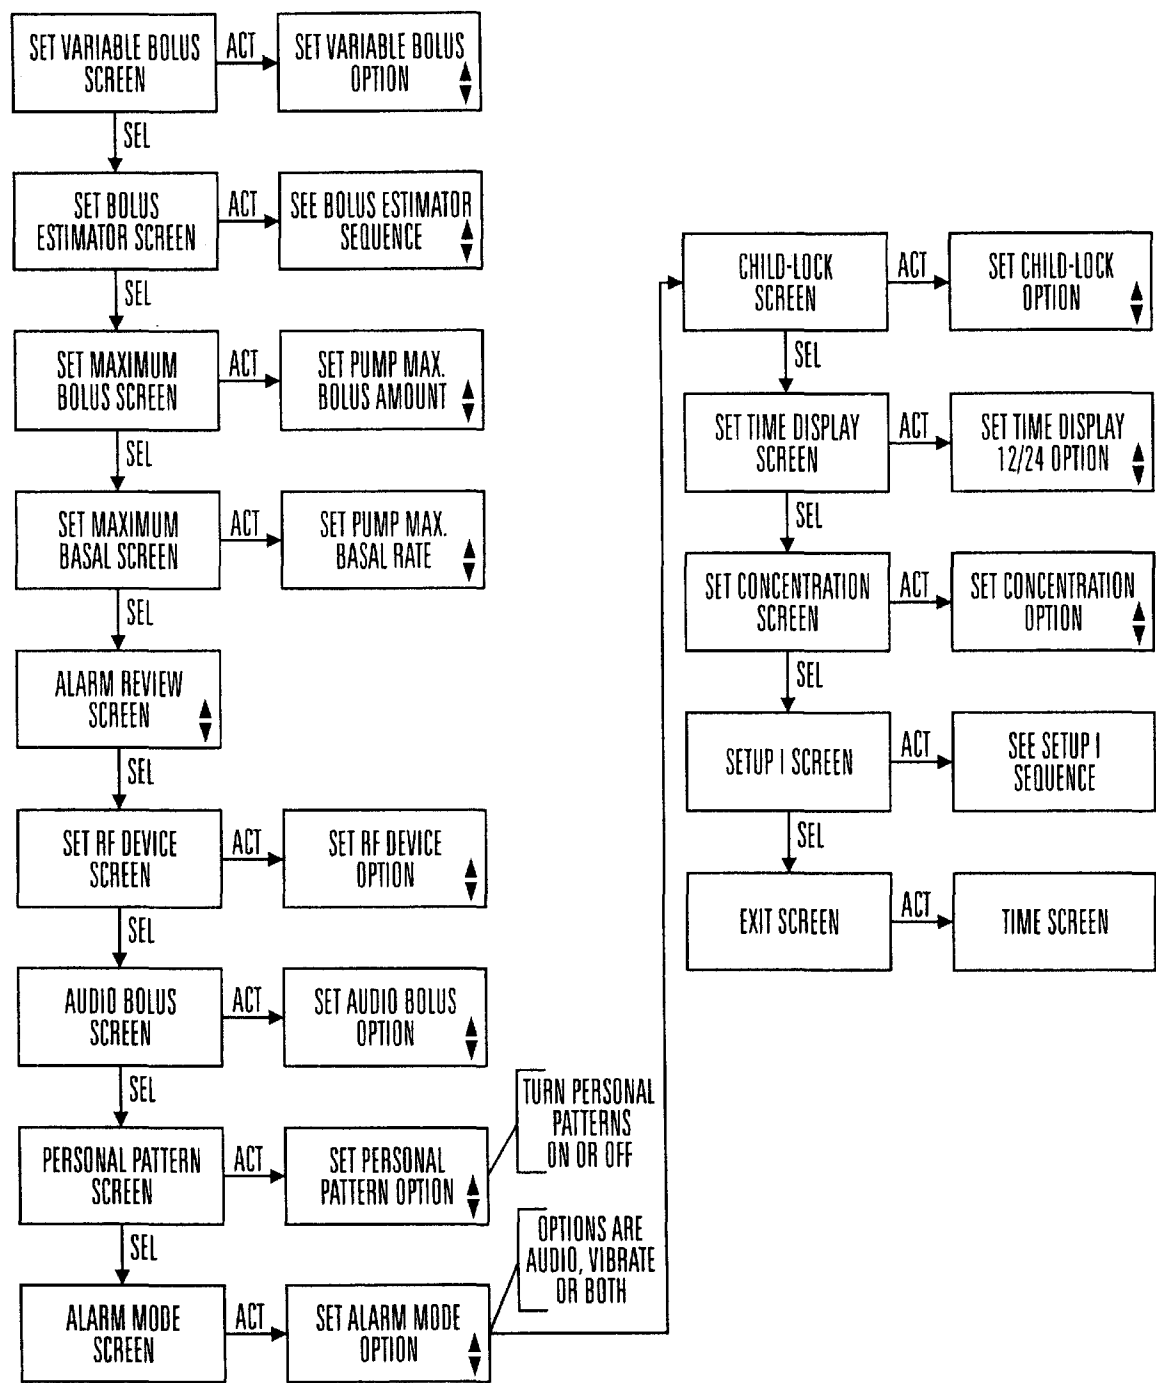 SET VARIABLE BOLUS
SCREEN
ACT
SET VARIABLE BOLUS
OPTION
SEL
SET BOLUS
ESTIMATOR SCREEN
ACT
SEE BOLUS ESTIMATOR
SEQUENCE
SEL
SET MAXIMUM
BOLUS SCREEN
ACT
SET PUMP MAX.
BOLUS AMOUNT
SEL
SET MAXIMUM
BASAL SCREEN
ACT
SET PUMP MAX.
BASAL RATE
SEL
ALARM REVIEW
SCREEN
SEL
SET RF DEVICE
SCREEN
ACT
SET RF DEVICE
OPTION
SEL
AUDIO BOLUS
SCREEN
ACT
SET AUDIO BOLUS
OPTION
SEL
PERSONAL PATTERN
SCREEN
ACT
SET PERSONAL
PATTERN OPTION
TURN PERSONAL
PATTERNS
ON OR OFF
SEL
ALARM MODE
SCREEN
ACT
SET ALARM MODE
OPTION
OPTIONS ARE
AUDIO, VIBRATE
OR BOTH
CHILD-LOCK
SCREEN
ACT
SET CHILD-LOCK
OPTION
SEL
SET TIME DISPLAY
SCREEN
ACT
SET TIME DISPLAY
12/24 OPTION
SEL
SET CONCENTRATION
SCREEN
ACT
SET CONCENTRATION
OPTION
SEL
SETUP I SCREEN
ACT
SEE SETUP I
SEQUENCE
SEL
EXIT SCREEN
ACT
TIME SCREEN